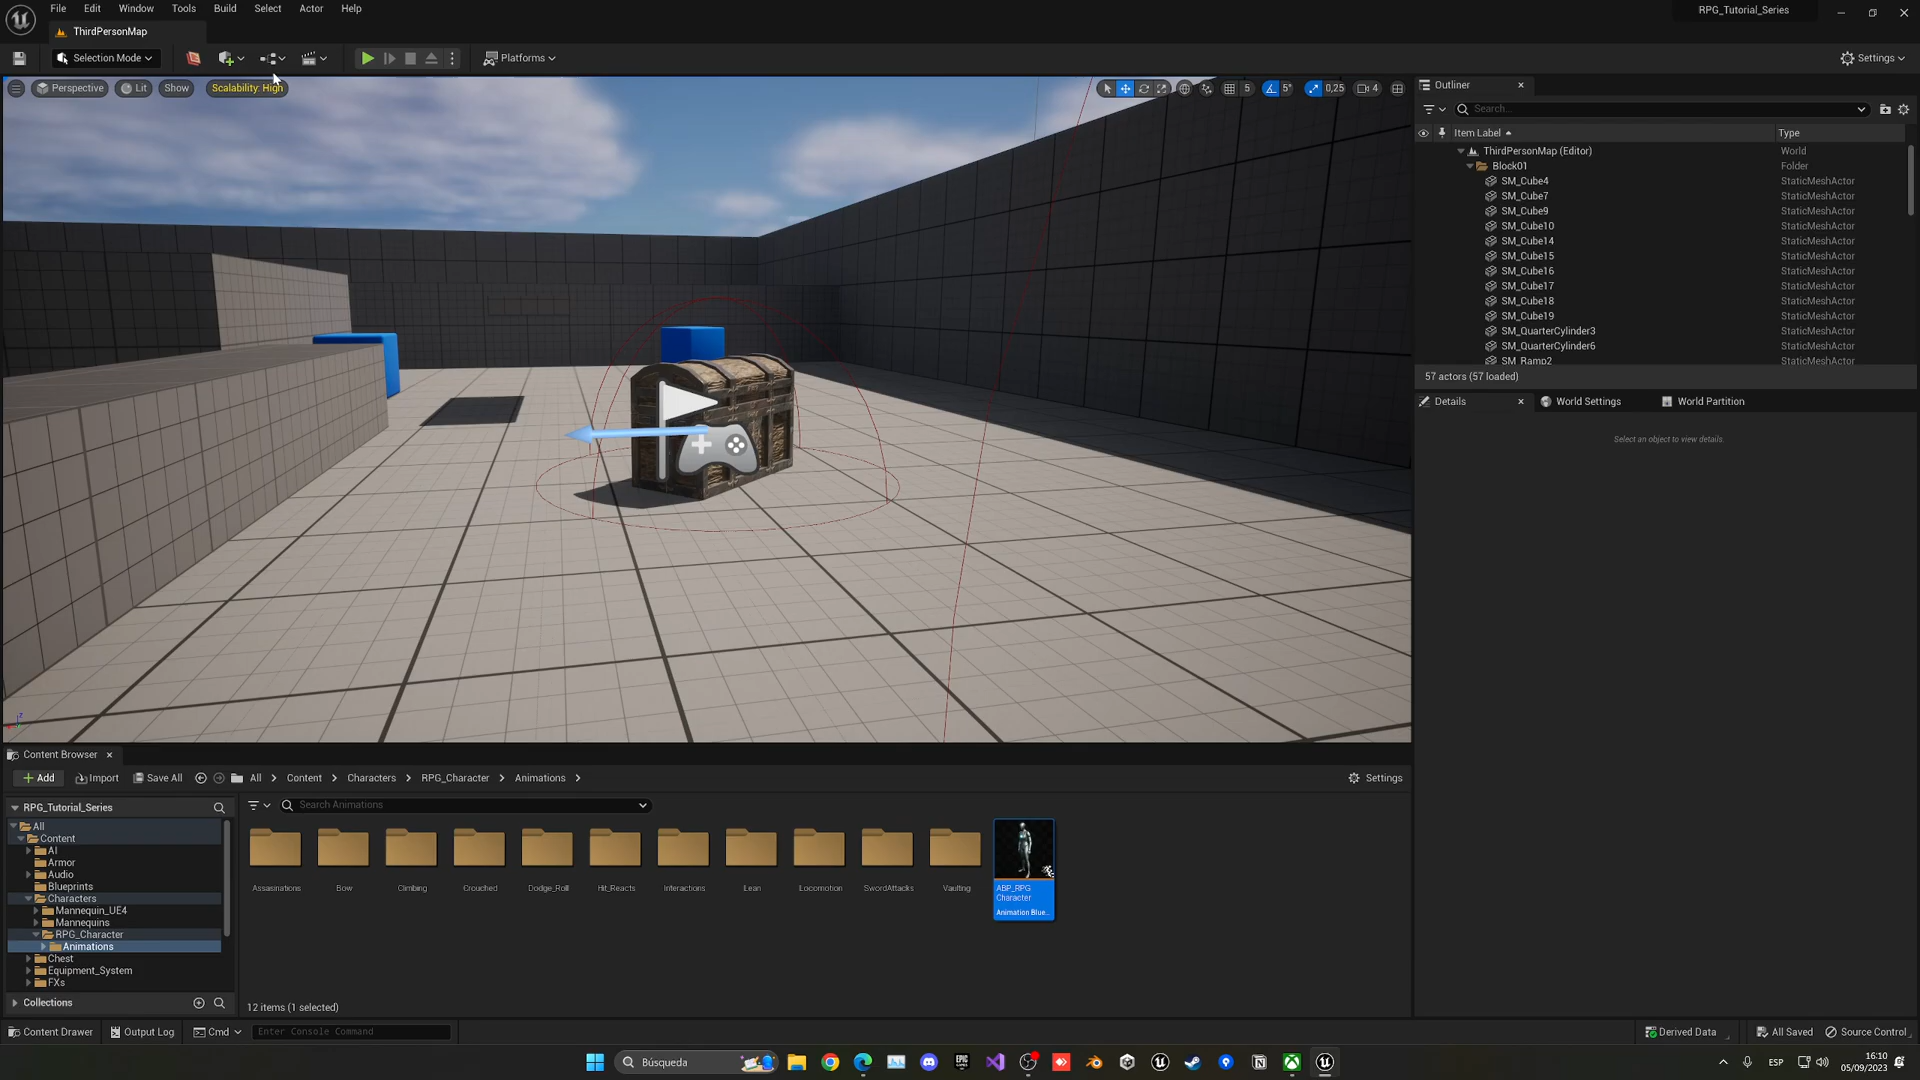 File Edit Window Tools Build Select Actor Help
RPG_Tutorial_Series
ThirdPersonMap
Selection Mode
Platforms
Settings
Perspective Lit Show Scalability: High
5 5° 0,25 4
Outliner
Search...
Item Label Type
ThirdPersonMap (Editor) World
Block01 Folder
SM_Cube4 StaticMeshActor
SM_Cube7 StaticMeshActor
SM_Cube9 StaticMeshActor
SM_Cube10 StaticMeshActor
SM_Cube14 StaticMeshActor
SM_Cube15 StaticMeshActor
SM_Cube16 StaticMeshActor
SM_Cube17 StaticMeshActor
SM_Cube18 StaticMeshActor
SM_Cube19 StaticMeshActor
SM_QuarterCylinder3 StaticMeshActor
SM_QuarterCylinder6 StaticMeshActor
SM_Ramp2 StaticMeshActor
57 actors (57 loaded)
Details World Settings World Partition
Select an object to view details.
Content Browser
Add Import Save All All Content Characters RPG_Character Animations
Settings
RPG_Tutorial_Series
Search Animations
All
Content
AI
Armor
Audio
Blueprints
Characters
Mannequin_UE4
Mannequins
RPG_Character
Animations
Chest
Equipment_System
FXs
Collections
Assasinations Bow Climbing Crouched Dodge_Roll Hit_Reacts Interactions Lean Locomotion SwordAttacks Vaulting
ABP_RPG
Character
Animation Blue...
12 items (1 selected)
Content Drawer Output Log Cmd Enter Console Command
Derived Data All Saved Source Control
Búsqueda
EPIC
GAMES
ESP
16:10
05/09/2023